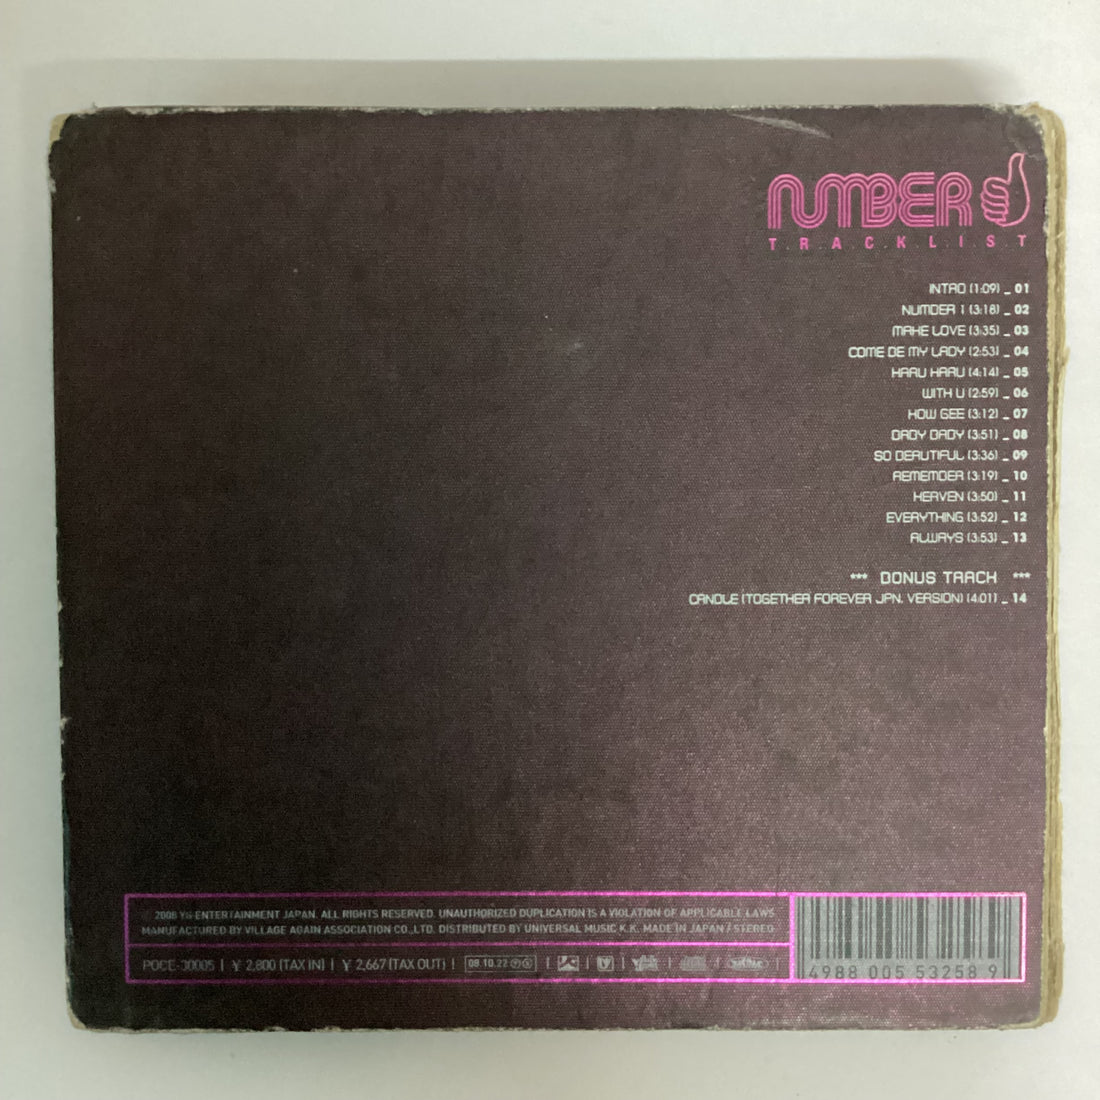 NUMBER
TRACKLIST
INTRO (1:09) _ 01
NUMBER 1 (3:18) _ 02
MAKE LOVE (3:35) _ 03
COME BE MY LADY (2:53) _ 04
HARU HARU (4:14) _ 05
WITH U (2:59) _ 06
HOW GEE (3:12) _ 07
BABY BABY (3:51) _ 08
SO BEAUTIFUL (3:36) _ 09
REMEMBER (3:19) _ 10
HEAVEN (3:50) _ 11
EVERYTHING (3:52) _ 12
ALWAYS (3:53) _ 13
*** BONUS TRACK ***
CANDLE (TOGETHER FOREVER JPN. VERSION) (4:01) _ 14
2008 YG ENTERTAINMENT JAPAN. ALL RIGHTS RESERVED. UNAUTHORIZED DUPLICATION IS A VIOLATION OF APPLICABLE LAWS
MANUFACTURED BY VILLAGE AGAIN ASSOCIATION CO.,LTD. DISTRIBUTED BY UNIVERSAL MUSIC K.K. MADE IN JAPAN / STEREO
POCE-30005 | ¥ 2,800 (TAX IN) | ¥ 2,667 (TAX OUT) | 08.10.22
4988 005 53258 9